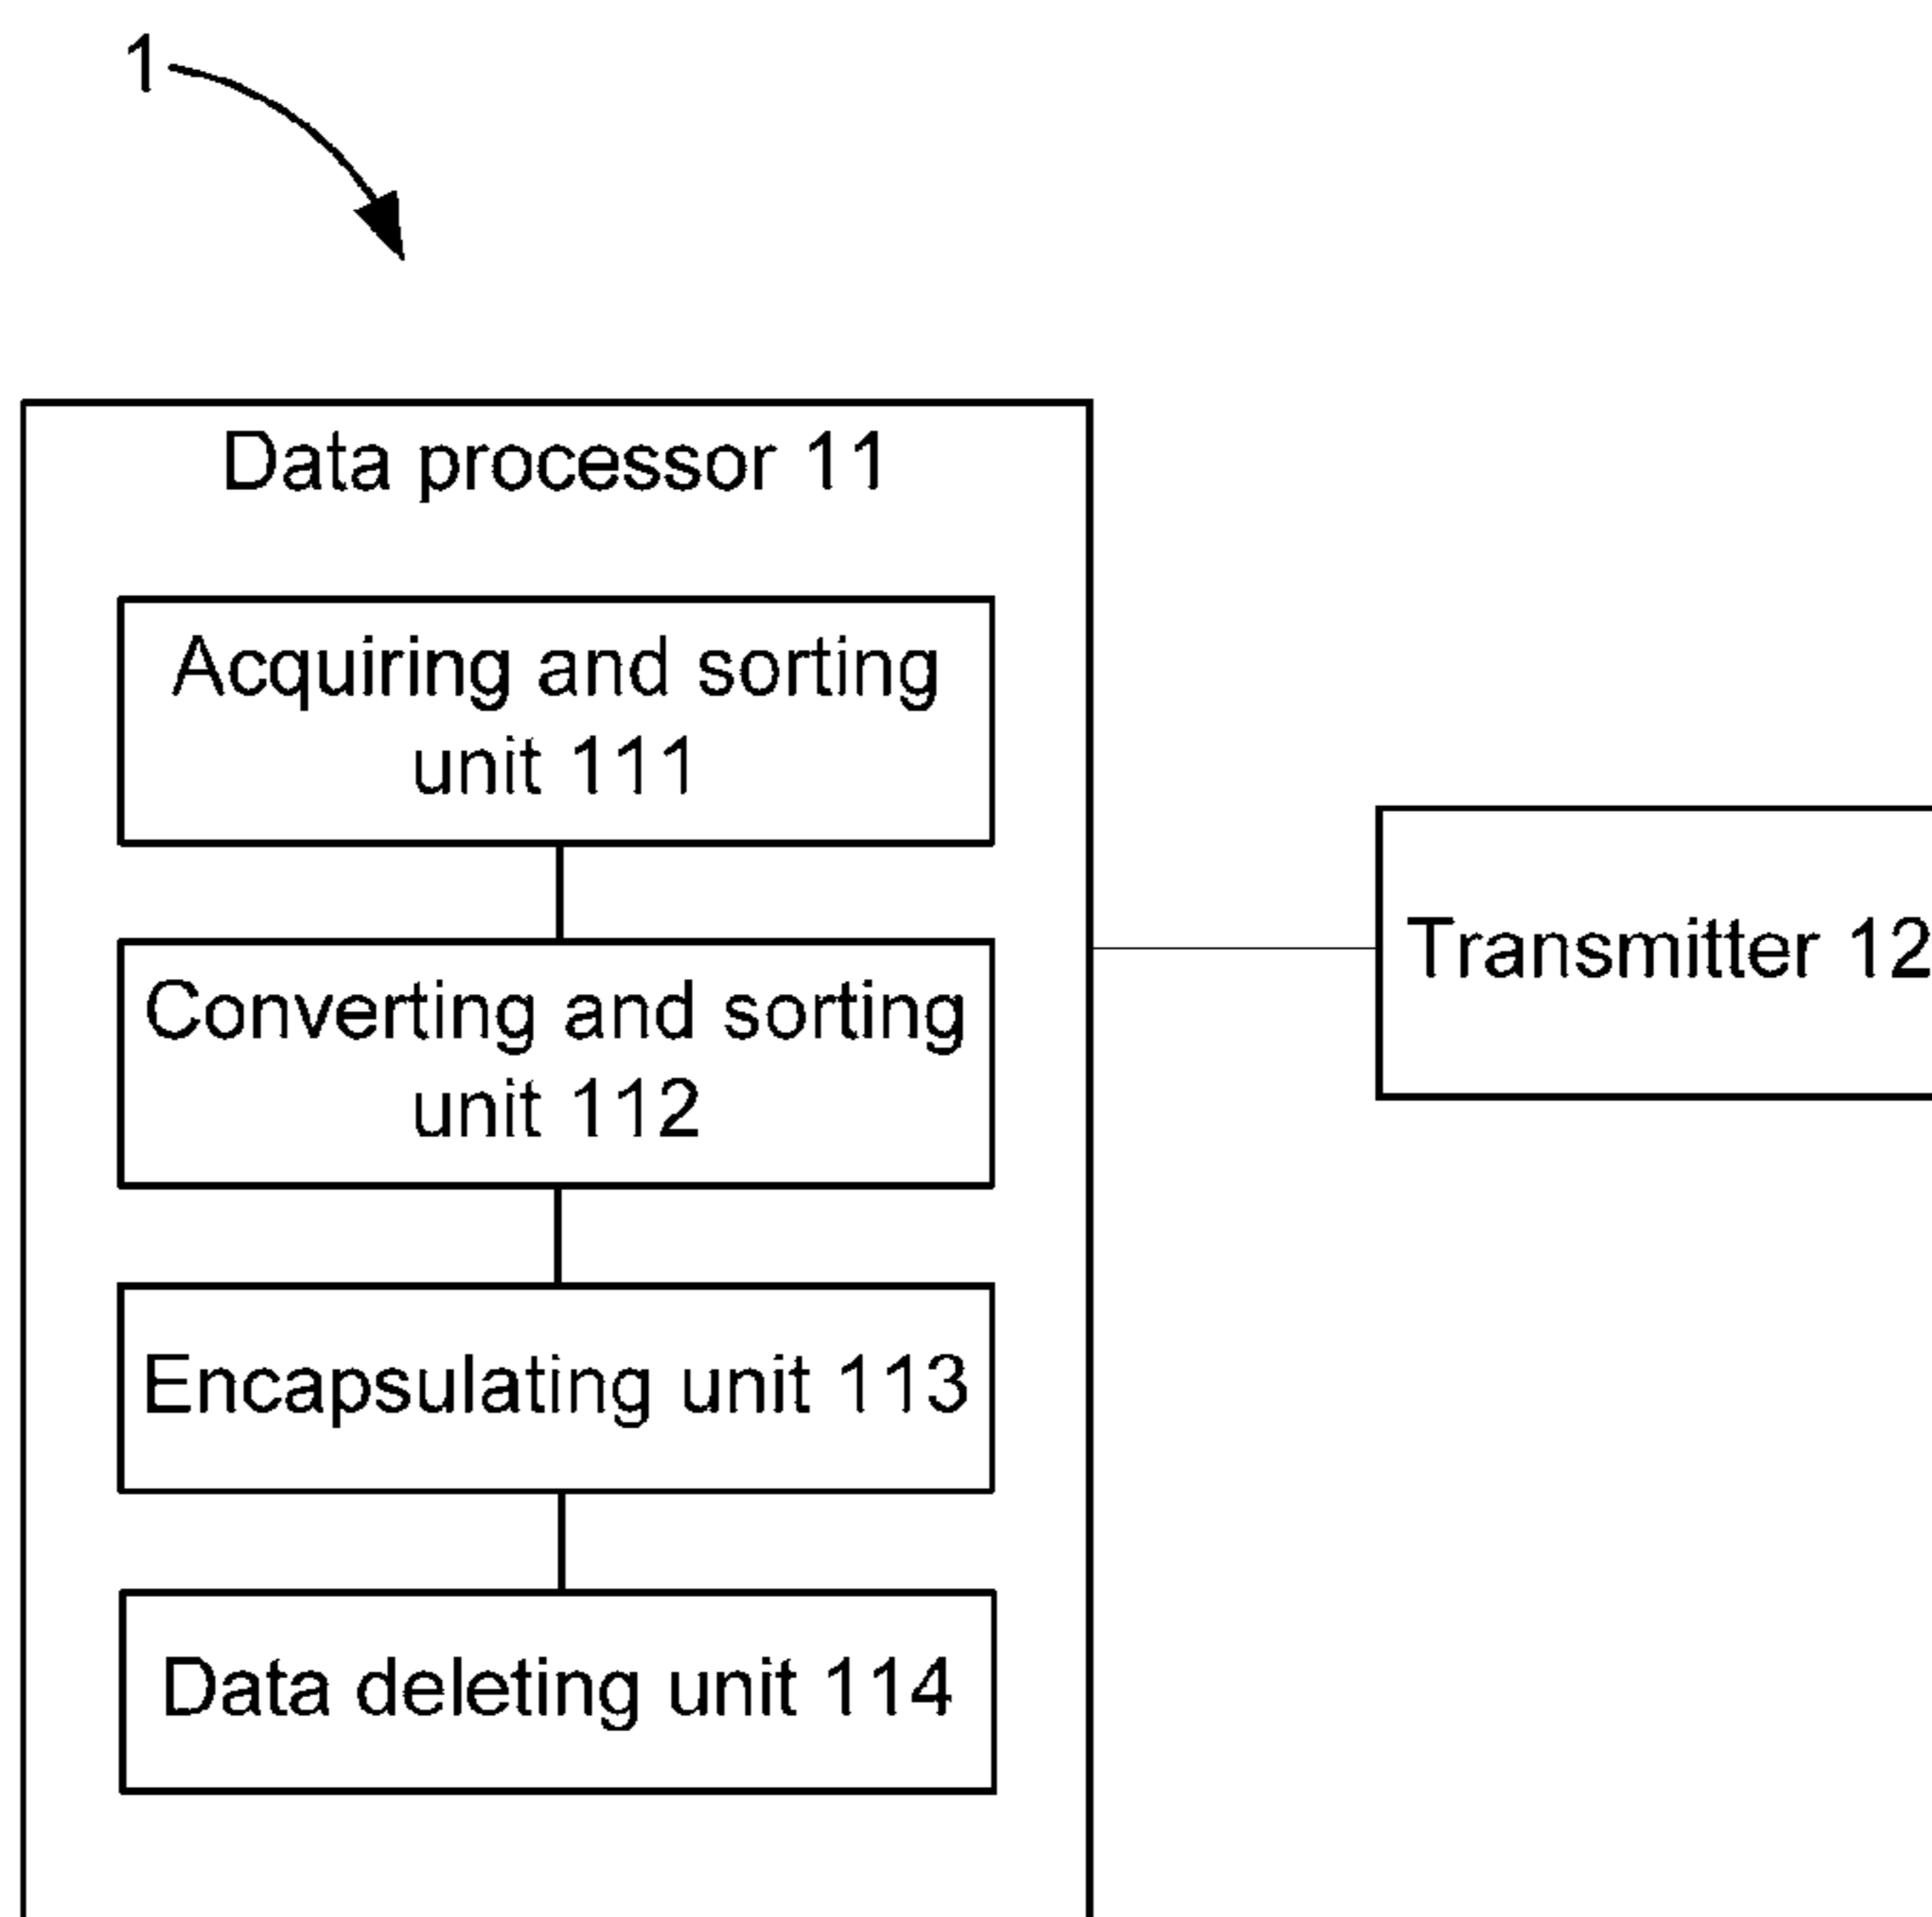 1
Data processor 11
Acquiring and sorting
unit 111
Converting and sorting
unit 112
Encapsulating unit 113
Data deleting unit 114
Transmitter 12